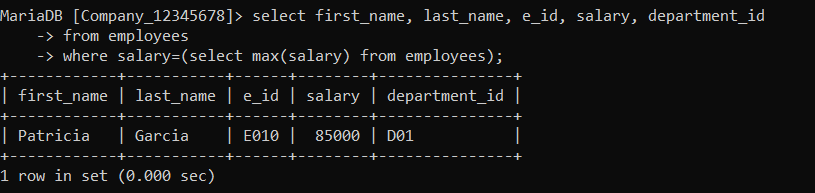 MariaDB [Company_12345678]> select first_name, last_name, e_id, salary, department_id
    -> from employees
    -> where salary=(select max(salary) from employees);
+------------+-----------+------+--------+---------------+
| first_name | last_name | e_id | salary | department_id |
+------------+-----------+------+--------+---------------+
| Patricia   | Garcia    | E010 |  85000 | D01           |
+------------+-----------+------+--------+---------------+
1 row in set (0.000 sec)